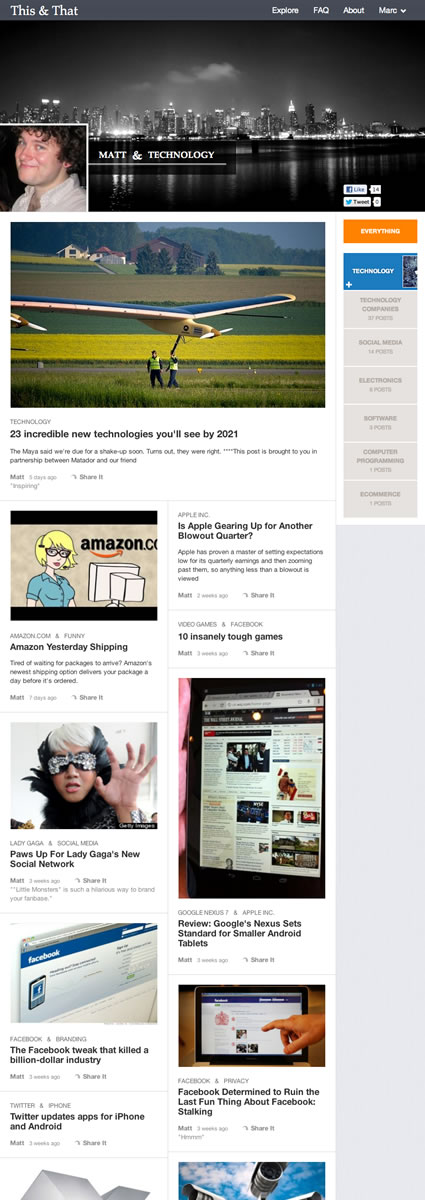 This & That
Explore FAQ About Marc
MATT & TECHNOLOGY
Like 14
Tweet 0
EVERYTHING
TECHNOLOGY
TECHNOLOGY
COMPANIES
37 POSTS
SOCIAL MEDIA
14 POSTS
ELECTRONICS
6 POSTS
SOFTWARE
3 POSTS
COMPUTER
PROGRAMMING
1 POSTS
ECOMMERCE
1 POSTS
TECHNOLOGY
23 incredible new technologies you'll see by 2021
The Maya said we're due for a shake-up soon. Turns out, they were right. ****This post is brought to you in
partnership between Matador and our friend
Matt 5 days ago Share It
"Inspiring"
amazon.co
AMAZON.COM & FUNNY
Amazon Yesterday Shipping
Tired of waiting for packages to arrive? Amazon's
newest shipping option delivers your package a
day before it's ordered.
Matt 7 days ago Share It
Getty Images
LADY GAGA & SOCIAL MEDIA
Paws Up For Lady Gaga's New
Social Network
Matt 3 weeks ago Share It
""Little Monsters" is such a hilarious way to brand
your fanbase."
facebook
FACEBOOK & BRANDING
The Facebook tweak that killed a
billion-dollar industry
Matt 3 weeks ago Share It
TWITTER & IPHONE
Twitter updates apps for iPhone
and Android
Matt 3 weeks ago Share It
APPLE INC.
Is Apple Gearing Up for Another
Blowout Quarter?
Apple has proven a master of setting expectations
low for its quarterly earnings and then zooming
past them, so anything less than a blowout is
viewed
Matt 2 weeks ago Share It
VIDEO GAMES & FACEBOOK
10 insanely tough games
Matt 3 weeks ago Share It
THE WALL STREET JOURNAL
NYSE
GOOGLE NEXUS 7 & APPLE INC.
Review: Google's Nexus Sets
Standard for Smaller Android
Tablets
Matt 3 weeks ago Share It
facebook
FACEBOOK & PRIVACY
Facebook Determined to Ruin the
Last Fun Thing About Facebook:
Stalking
Matt 3 weeks ago Share It
"Hmmm"